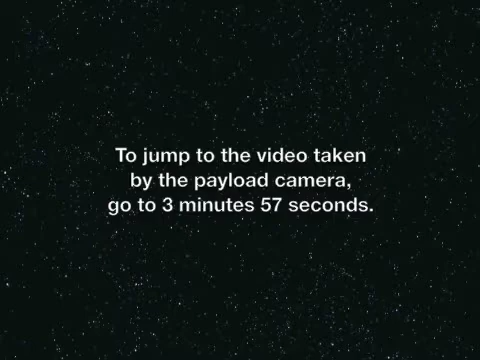 To jump to the video taken
by the payload camera,
go to 3 minutes 57 seconds.